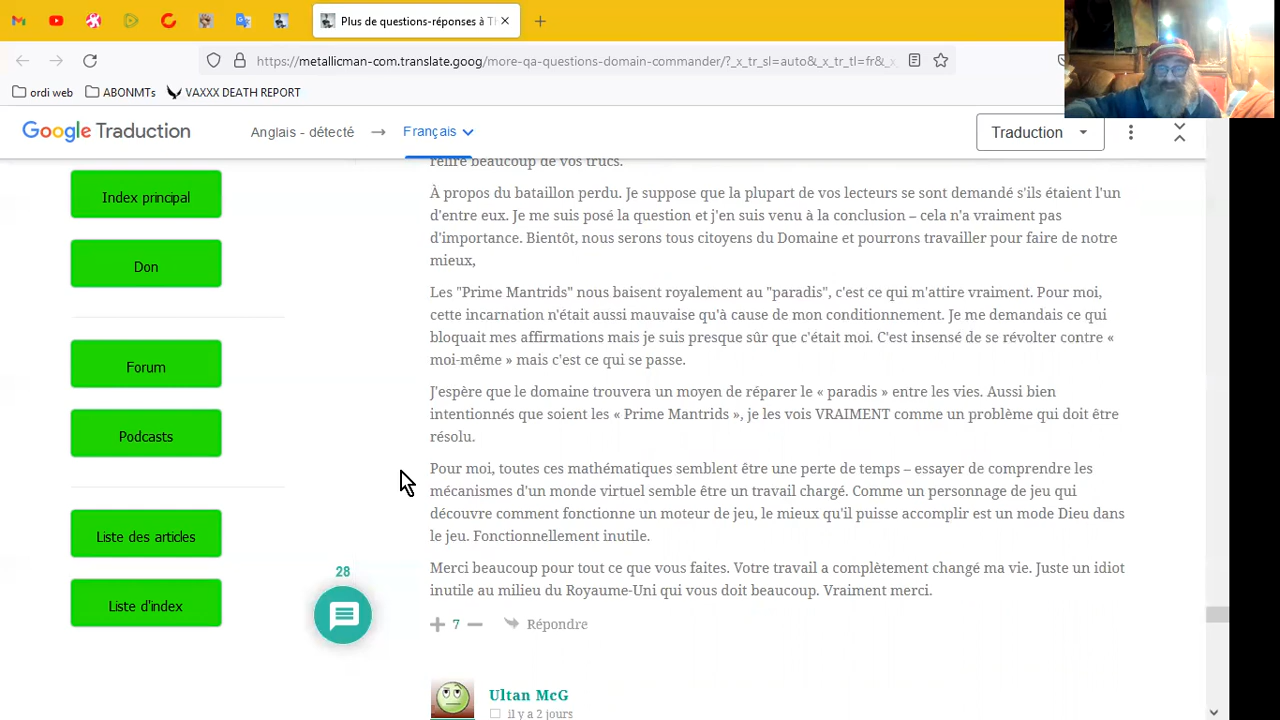 Plus de questions-réponses à Th
https://metallicman-com.translate.goog/more-qa-questions-domain-commander/?_x_tr_sl=auto&_x_tr_tl=fr&_x_
ordi web
ABONMTs
VAXXX DEATH REPORT
Google Traduction
Anglais - détecté
Français
Traduction
Index principal
Don
Forum
Podcasts
Liste des articles
Liste d'index
relire beaucoup de vos trucs.
À propos du bataillon perdu. Je suppose que la plupart de vos lecteurs se sont demandé s'ils étaient l'un
d'entre eux. Je me suis posé la question et j'en suis venu à la conclusion – cela n'a vraiment pas
d'importance. Bientôt, nous serons tous citoyens du Domaine et pourrons travailler pour faire de notre
mieux,
Les "Prime Mantrids" nous baisent royalement au "paradis", c'est ce qui m'attire vraiment. Pour moi,
cette incarnation n'était aussi mauvaise qu'à cause de mon conditionnement. Je me demandais ce qui
bloquait mes affirmations mais je suis presque sûr que c'était moi. C'est insensé de se révolter contre «
moi-même » mais c'est ce qui se passe.
J'espère que le domaine trouvera un moyen de réparer le « paradis » entre les vies. Aussi bien
intentionnés que soient les « Prime Mantrids », je les vois VRAIMENT comme un problème qui doit être
résolu.
Pour moi, toutes ces mathématiques semblent être une perte de temps – essayer de comprendre les
mécanismes d'un monde virtuel semble être un travail chargé. Comme un personnage de jeu qui
découvre comment fonctionne un moteur de jeu, le mieux qu'il puisse accomplir est un mode Dieu dans
le jeu. Fonctionnellement inutile.
Merci beaucoup pour tout ce que vous faites. Votre travail a complètement changé ma vie. Juste un idiot
inutile au milieu du Royaume-Uni qui vous doit beaucoup. Vraiment merci.
28
7
Répondre
Ultan McG
il y a 2 jours